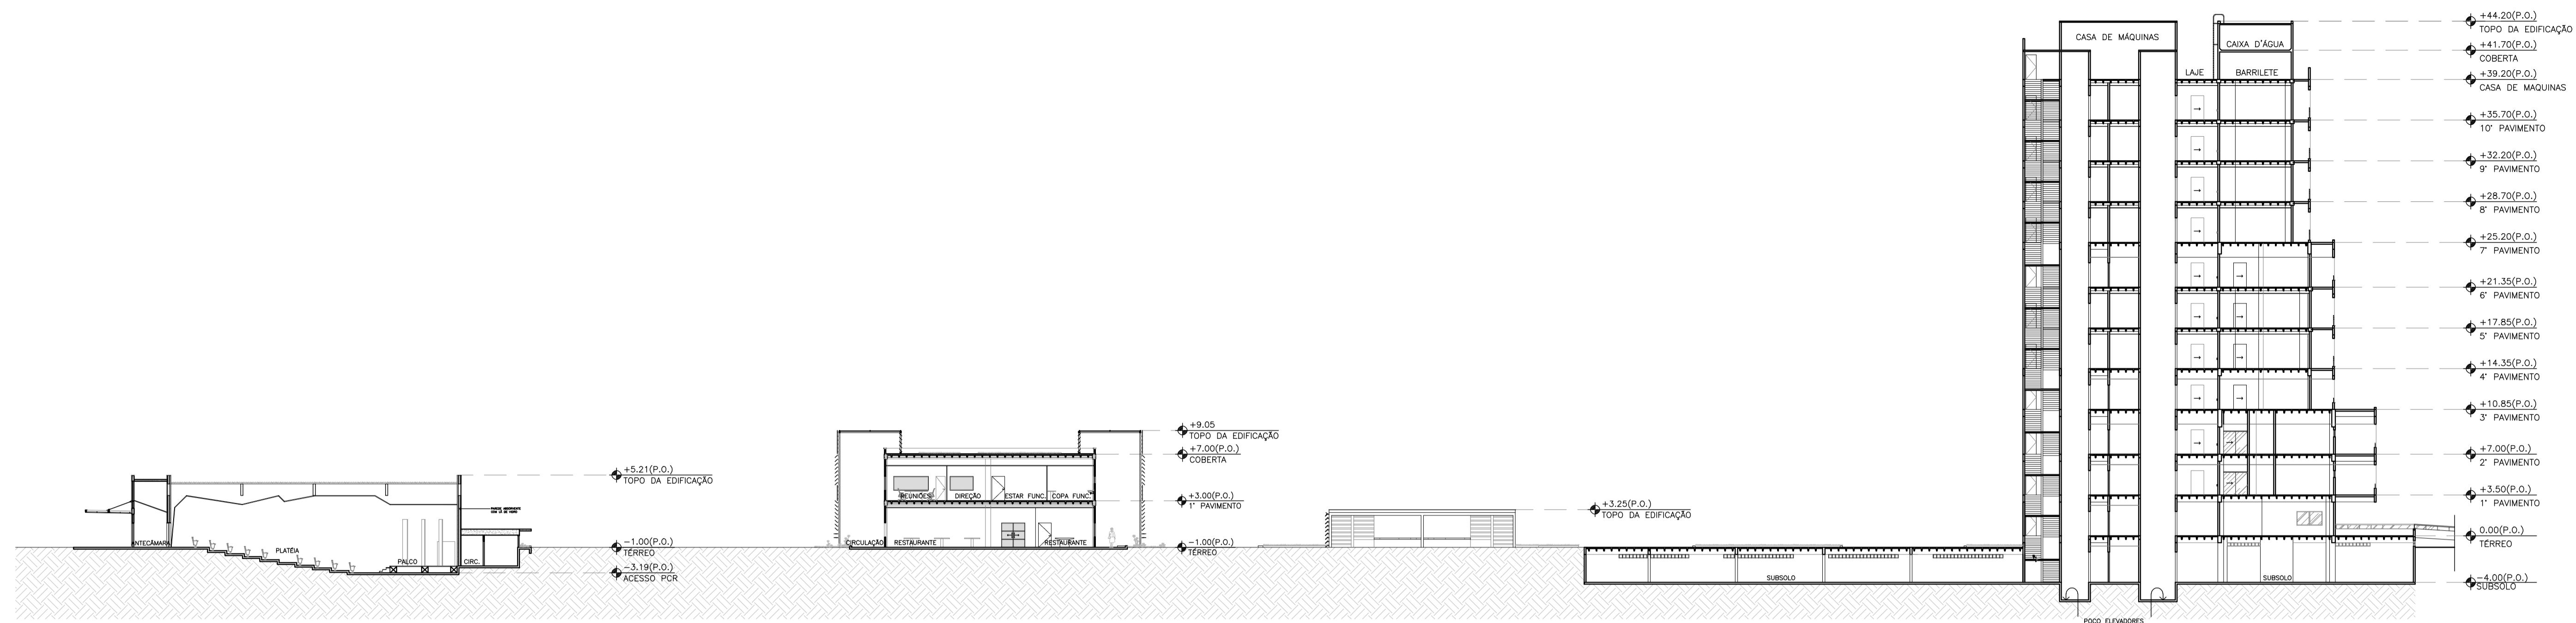 ANTECÂMARA
PLATÉIA
PALCO
CIRC.
PAREDE ABSORVENTE
COM LÃ DE VIDRO
+5.21(P.O.)
TOPO DA EDIFICAÇÃO
-1.00(P.O.)
TÉRREO
-3.19(P.O.)
ACESSO PCR
REUNIÕES
DIREÇÃO
ESTAR FUNC.
COPA FUNC.
CIRCULAÇÃO
RESTAURANTE
RESTAURANTE
+9.05
TOPO DA EDIFICAÇÃO
+7.00(P.O.)
COBERTA
+3.00(P.O.)
1° PAVIMENTO
-1.00(P.O.)
TÉRREO
+3.25(P.O.)
TOPO DA EDIFICAÇÃO
SUBSOLO
CASA DE MÁQUINAS
CAIXA D'ÁGUA
LAJE
BARRILETE
SUBSOLO
POÇO ELEVADORES
+44.20(P.O.)
TOPO DA EDIFICAÇÃO
+41.70(P.O.)
COBERTA
+39.20(P.O.)
CASA DE MAQUINAS
+35.70(P.O.)
10° PAVIMENTO
+32.20(P.O.)
9° PAVIMENTO
+28.70(P.O.)
8° PAVIMENTO
+25.20(P.O.)
7° PAVIMENTO
+21.35(P.O.)
6° PAVIMENTO
+17.85(P.O.)
5° PAVIMENTO
+14.35(P.O.)
4° PAVIMENTO
+10.85(P.O.)
3° PAVIMENTO
+7.00(P.O.)
2° PAVIMENTO
+3.50(P.O.)
1° PAVIMENTO
0.00(P.O.)
TÉRREO
-4.00(P.O.)
SUBSOLO